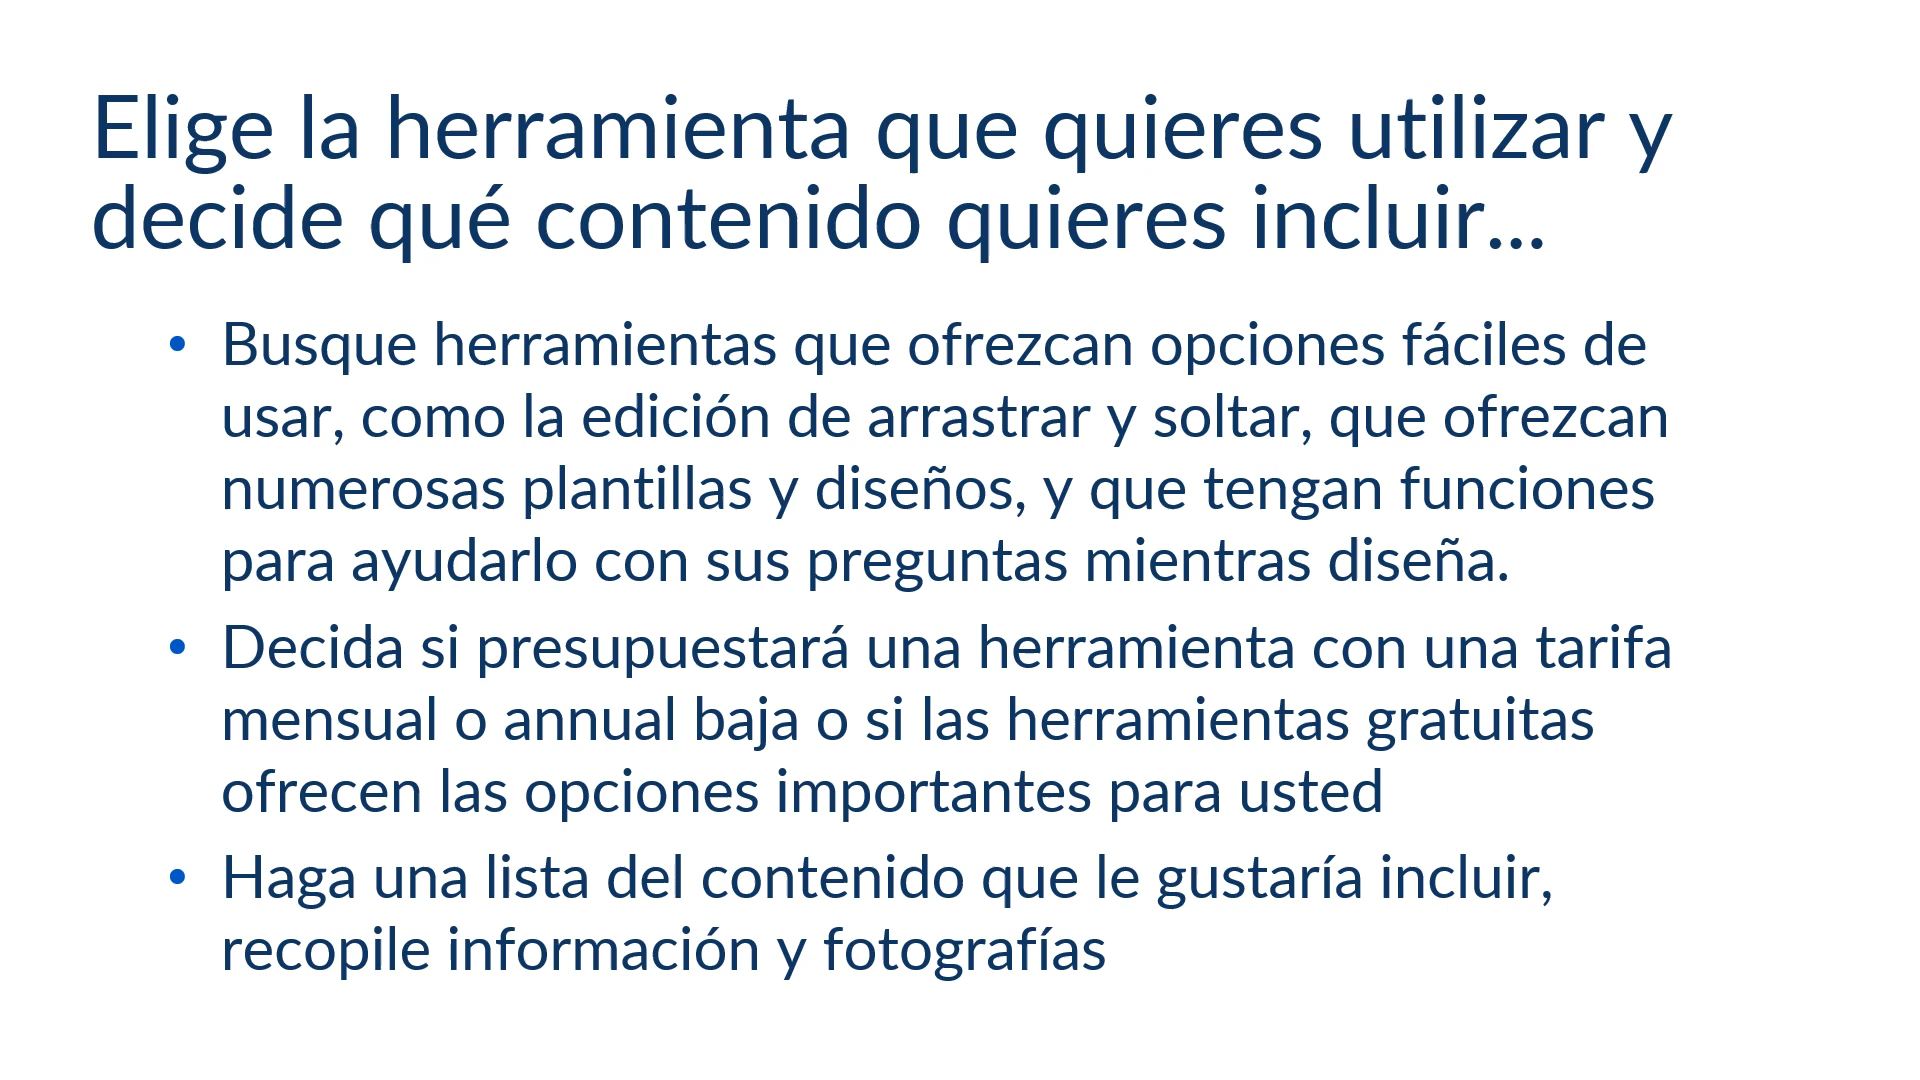 Elige la herramienta que quieres utilizar y
decide qué contenido quieres incluir...
• Busque herramientas que ofrezcan opciones fáciles de
usar, como la edición de arrastrar y soltar, que ofrezcan
numerosas plantillas y diseños, y que tengan funciones
para ayudarlo con sus preguntas mientras diseña.
• Decida si presupuestará una herramienta con una tarifa
mensual o annual baja o si las herramientas gratuitas
ofrecen las opciones importantes para usted
• Haga una lista del contenido que le gustaría incluir,
recopile información y fotografías